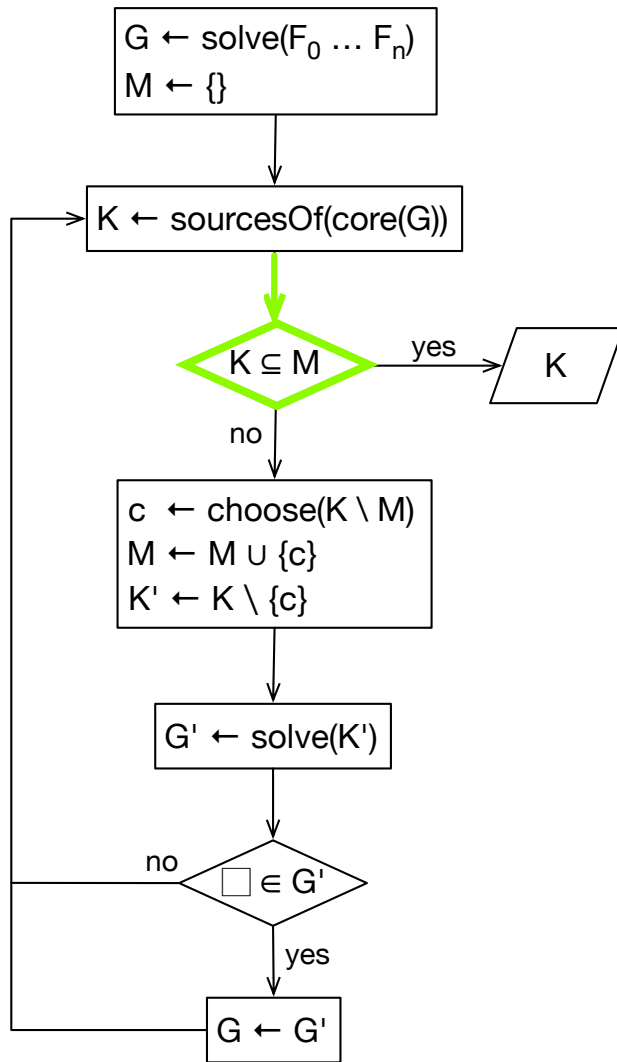 G ← solve(F₀ … Fₙ)
M ← {}
K ← sourcesOf(core(G))
K ⊆ M
yes
K
no
c ← choose(K \ M)
M ← M ∪ {c}
K' ← K \ {c}
G' ← solve(K')
no
□ ∈ G'
yes
G ← G'